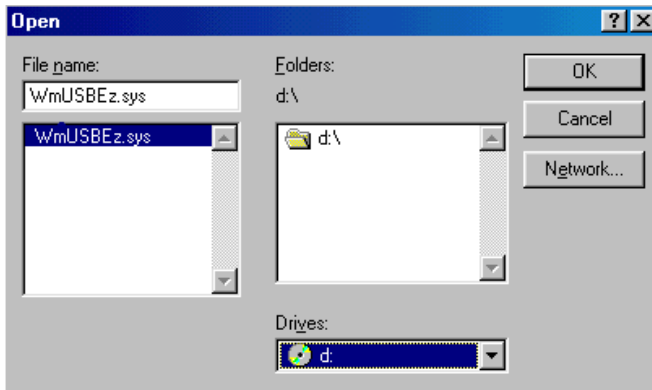 Open
File name:
WmUSBEz.sys
WmUSBEz.sys
Folders:
d:\
d:\
Drives:
d:
OK
Cancel
Network...